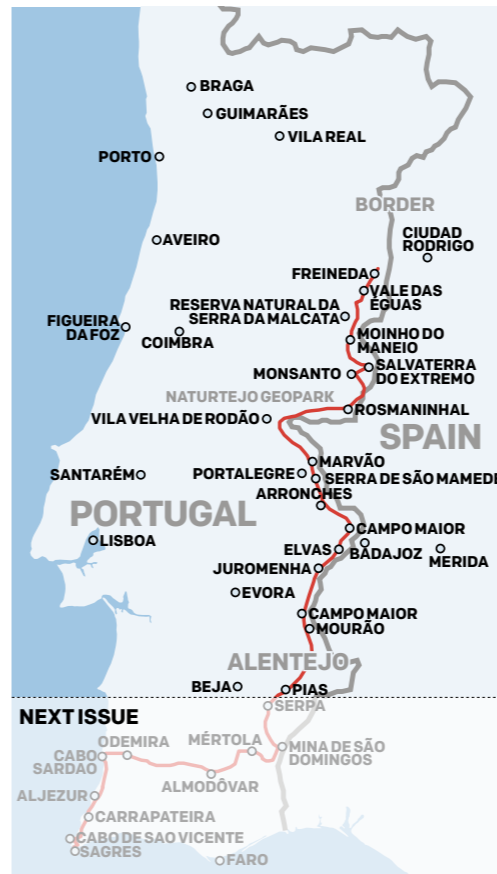 BRAGA
GUIMARÃES
VILA REAL
PORTO
BORDER
AVEIRO
CIUDAD
RODRIGO
FREINEDA
VALE DAS
ÉGUAS
RESERVA NATURAL DA
SERRA DA MALCATA
FIGUEIRA
DA FOZ
COIMBRA
MOINHO DO
MANEIO
MONSANTO
SALVATERRA
DO EXTREMO
NATURTEJO GEOPARK
ROSMANINHAL
VILA VELHA DE RODÃO
SPAIN
MARVÃO
SANTARÉM
PORTALEGRE
SERRA DE SÃO MAMEDE
ARRONCHES
PORTUGAL
CAMPO MAIOR
LISBOA
ELVAS
BADAJOZ
MERIDA
JUROMENHA
EVORA
CAMPO MAIOR
MOURÃO
ALENTEJO
BEJA
PIAS
NEXT ISSUE
SERPA
ODEMIRA
MÉRTOLA
MINA DE SÃO
DOMINGOS
CABO
SARDAO
ALMODÔVAR
ALJEZUR
CARRAPATEIRA
CABO DE SAO VICENTE
SAGRES
FARO